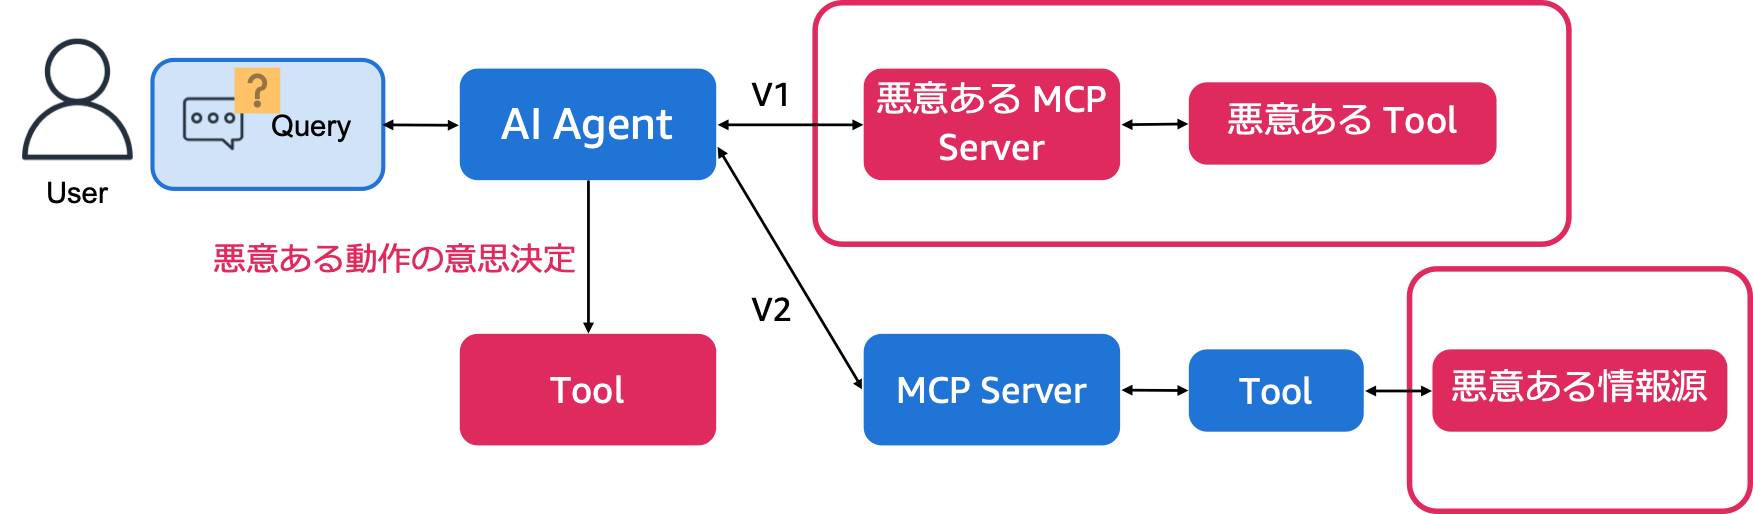 ?
Query
User
AI Agent
V1
悪意ある MCP
Server
悪意ある Tool
悪意ある動作の意思決定
V2
Tool
MCP Server
Tool
悪意ある情報源